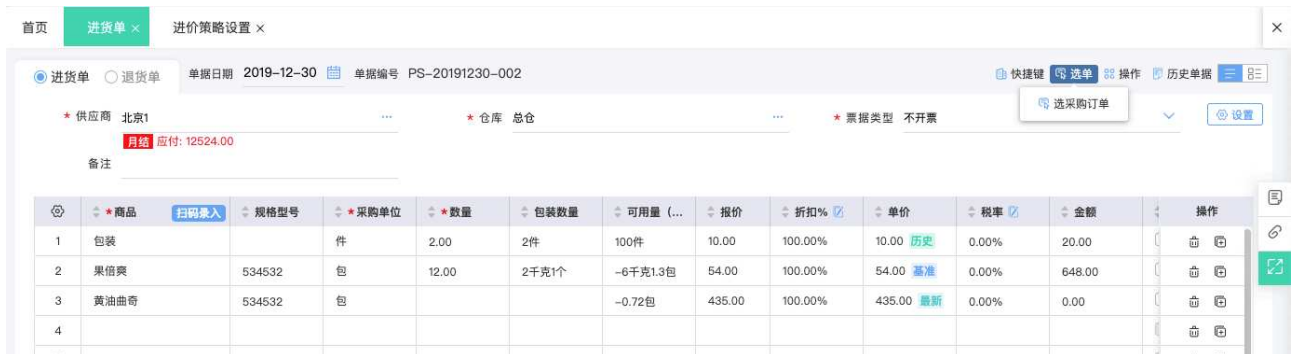 首页 进货单 × 进价策略设置 ×
进货单 退货单 单据日期 2019-12-30 单据编号 PS-20191230-002 快捷键 选单 操作 历史单据
选采购订单
* 供应商 北京1 ··· * 仓库 总仓 ··· * 票据类型 不开票 设置
月结 应付: 12524.00
备注
*商品 扫码录入 规格型号 *采购单位 *数量 包装数量 可用量 (... 报价 折扣% 单价 税率 金额 操作
1 包装 件 2.00 2件 100件 10.00 100.00% 10.00 历史 0.00% 20.00
2 果倍爽 534532 包 12.00 2千克1个 -6千克1.3包 54.00 100.00% 54.00 基准 0.00% 648.00
3 黄油曲奇 534532 包 -0.72包 435.00 100.00% 435.00 最新 0.00% 0.00
4